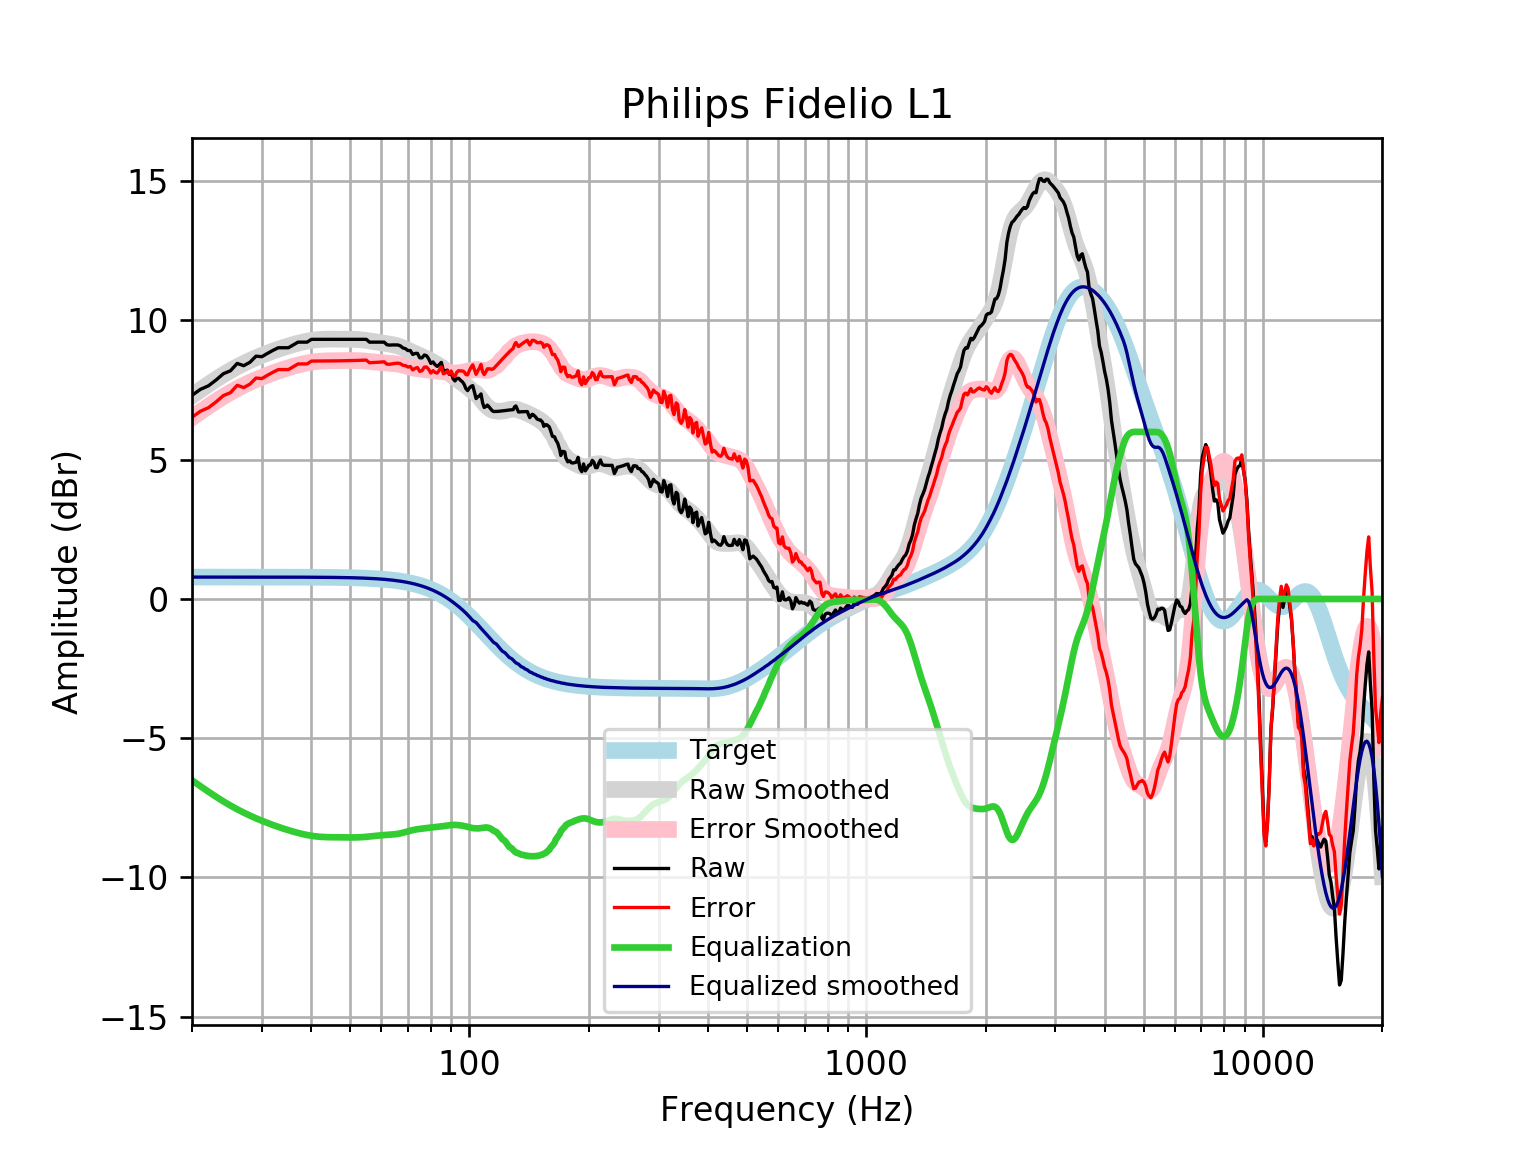 Philips Fidelio L1
15
10
5
0
−5
−10
−15
Amplitude (dBr)
Target
Raw Smoothed
Error Smoothed
Raw
Error
Equalization
Equalized smoothed
100
1000
10000
Frequency (Hz)